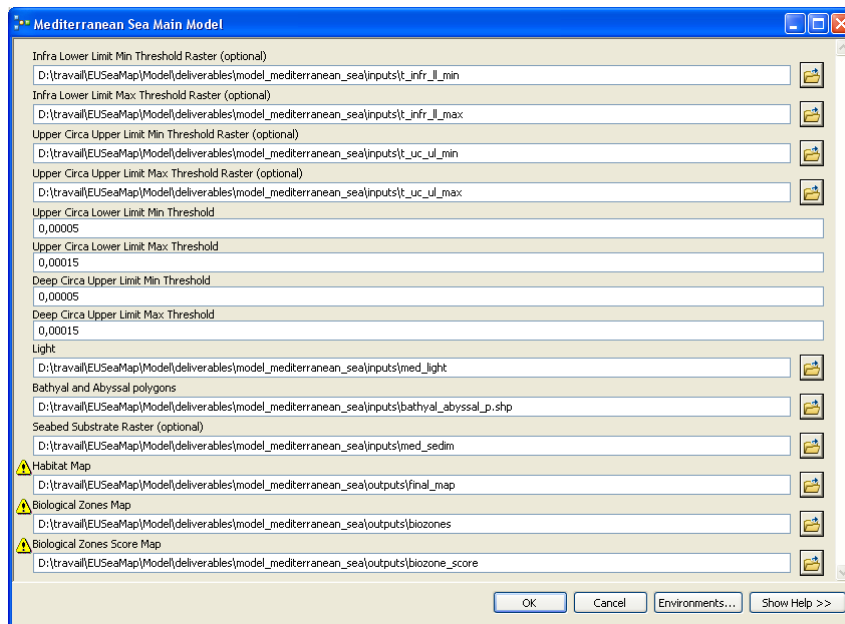 Mediterranean Sea Main Model
Infra Lower Limit Min Threshold Raster (optional)
D:\travail\EUSeaMap\Model\deliverables\model_mediterranean_sea\inputs\t_infr_ll_min
Infra Lower Limit Max Threshold Raster (optional)
D:\travail\EUSeaMap\Model\deliverables\model_mediterranean_sea\inputs\t_infr_ll_max
Upper Circa Upper Limit Min Threshold Raster (optional)
D:\travail\EUSeaMap\Model\deliverables\model_mediterranean_sea\inputs\t_uc_ul_min
Upper Circa Upper Limit Max Threshold Raster (optional)
D:\travail\EUSeaMap\Model\deliverables\model_mediterranean_sea\inputs\t_uc_ul_max
Upper Circa Lower Limit Min Threshold
0,00005
Upper Circa Lower Limit Max Threshold
0,00015
Deep Circa Upper Limit Min Threshold
0,00005
Deep Circa Upper Limit Max Threshold
0,00015
Light
D:\travail\EUSeaMap\Model\deliverables\model_mediterranean_sea\inputs\med_light
Bathyal and Abyssal polygons
D:\travail\EUSeaMap\Model\deliverables\model_mediterranean_sea\inputs\bathyal_abyssal_p.shp
Seabed Substrate Raster (optional)
D:\travail\EUSeaMap\Model\deliverables\model_mediterranean_sea\inputs\med_sedim
Habitat Map
D:\travail\EUSeaMap\Model\deliverables\model_mediterranean_sea\outputs\final_map
Biological Zones Map
D:\travail\EUSeaMap\Model\deliverables\model_mediterranean_sea\outputs\biozones
Biological Zones Score Map
D:\travail\EUSeaMap\Model\deliverables\model_mediterranean_sea\outputs\biozone_score
OK Cancel Environments... Show Help >>